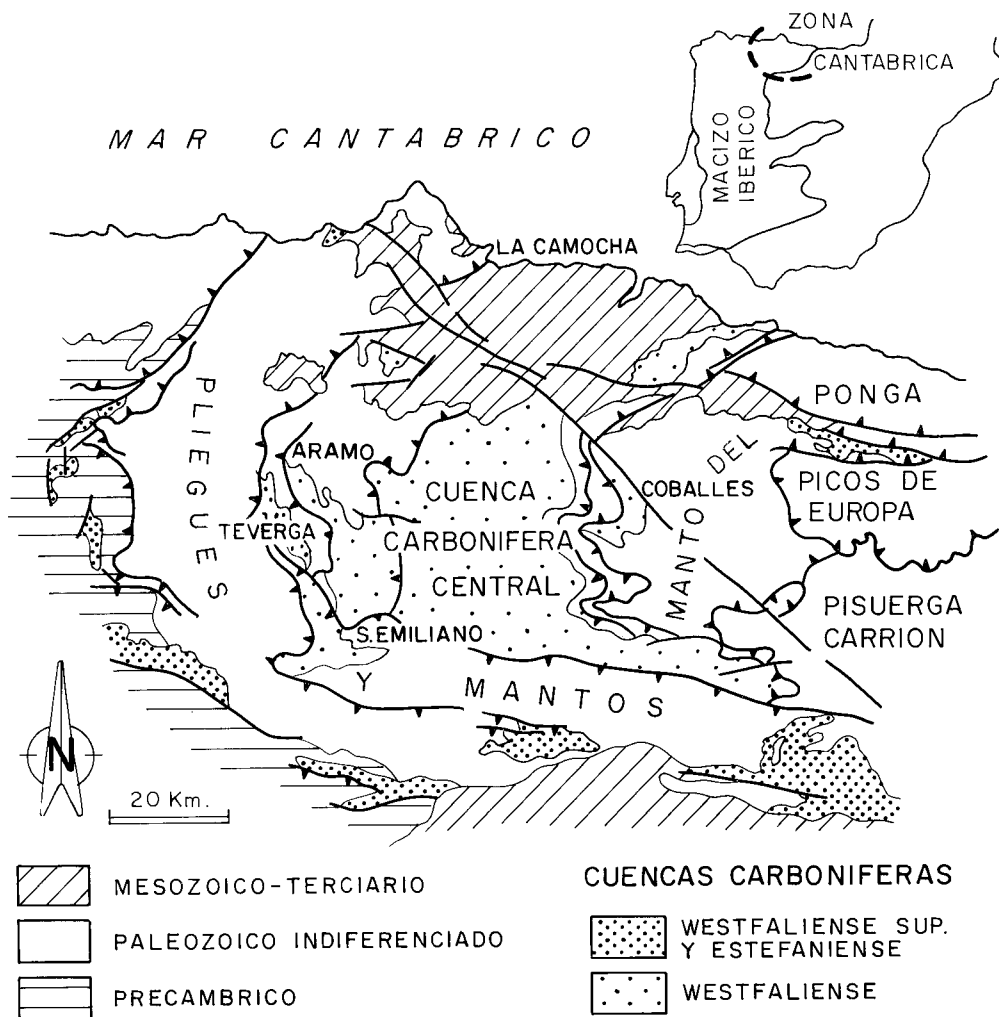 ZONA
CANTABRICA
MACIZO
IBERICO
MAR CANTABRICO
LA CAMOCHA
PONGA
PLIEGUES
ARAMO
MANTO DEL
CUENCA
COBALLES
PICOS DE
EUROPA
TEVERGA
CARBONIFERA
CENTRAL
PISUERGA
CARRION
S.EMILIANO
Y
MANTOS
N
20 Km.
MESOZOICO-TERCIARIO
PALEOZOICO INDIFERENCIADO
PRECAMBRICO
CUENCAS CARBONIFERAS
WESTFALIENSE SUP.
Y ESTEFANIENSE
WESTFALIENSE